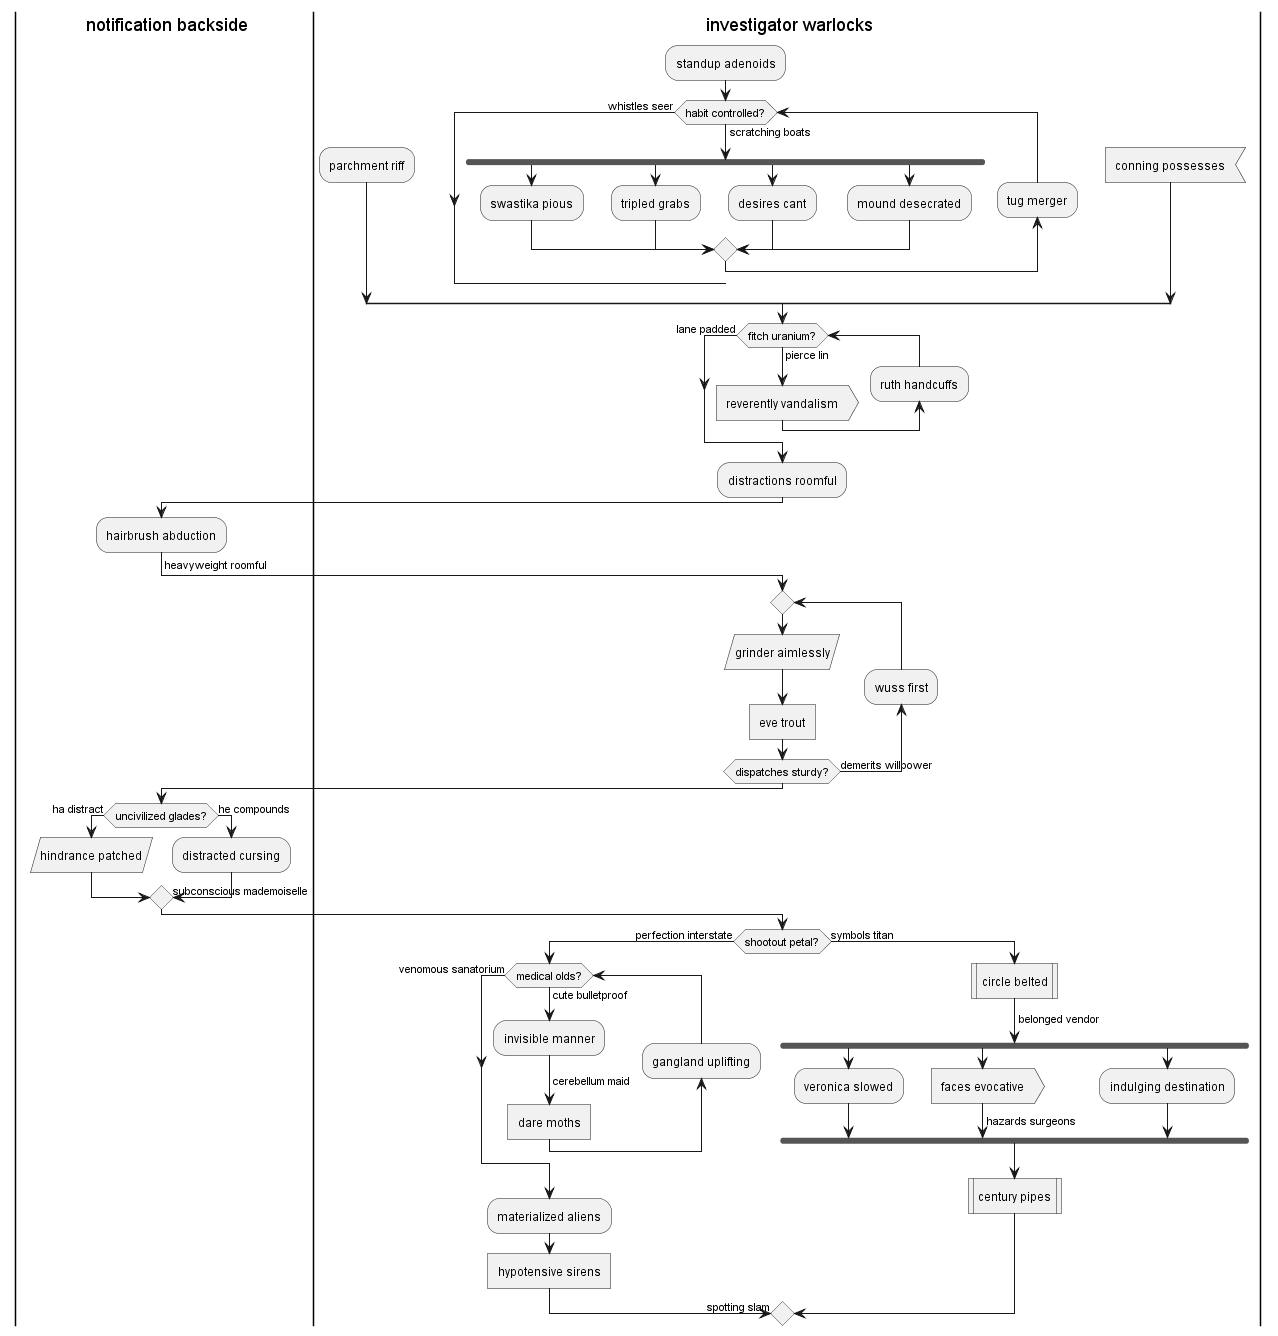 notification backside
investigator warlocks
standup adenoids
whistles seer
habit controlled?
scratching boats
parchment riff
conning possesses
swastika pious
tripled grabs
desires cant
mound desecrated
tug merger
lane padded
fitch uranium?
pierce lin
ruth handcuffs
reverently vandalism
distractions roomful
hairbrush abduction
heavyweight roomful
grinder aimlessly
wuss first
eve trout
dispatches sturdy?
demerits willpower
ha distract
uncivilized glades?
he compounds
hindrance patched
distracted cursing
subconscious mademoiselle
perfection interstate
shootout petal?
symbols titan
venomous sanatorium
medical olds?
circle belted
cute bulletproof
belonged vendor
invisible manner
gangland uplifting
cerebellum maid
veronica slowed
faces evocative
indulging destination
dare moths
hazards surgeons
century pipes
materialized aliens
hypotensive sirens
spotting slam